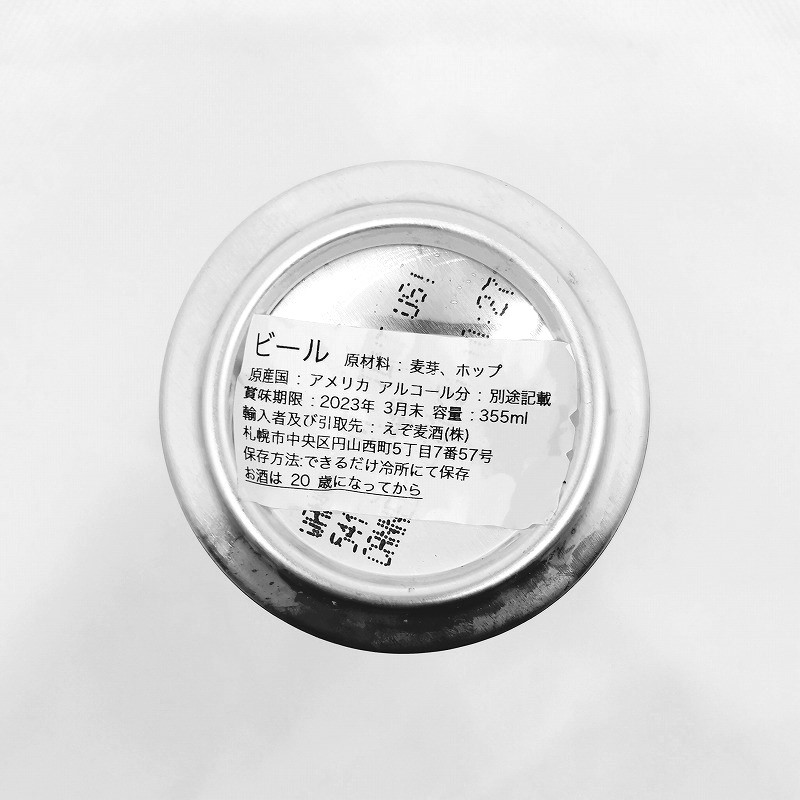 ビール 原材料 : 麦芽、ホップ
原産国 : アメリカ アルコール分 : 別途記載
賞味期限 : 2023年 3月末 容量 : 355ml
輸入者及び引取先 : えぞ麦酒(株)
札幌市中央区円山西町5丁目7番57号
保存方法:できるだけ冷所にて保存
お酒は 20 歳になってから